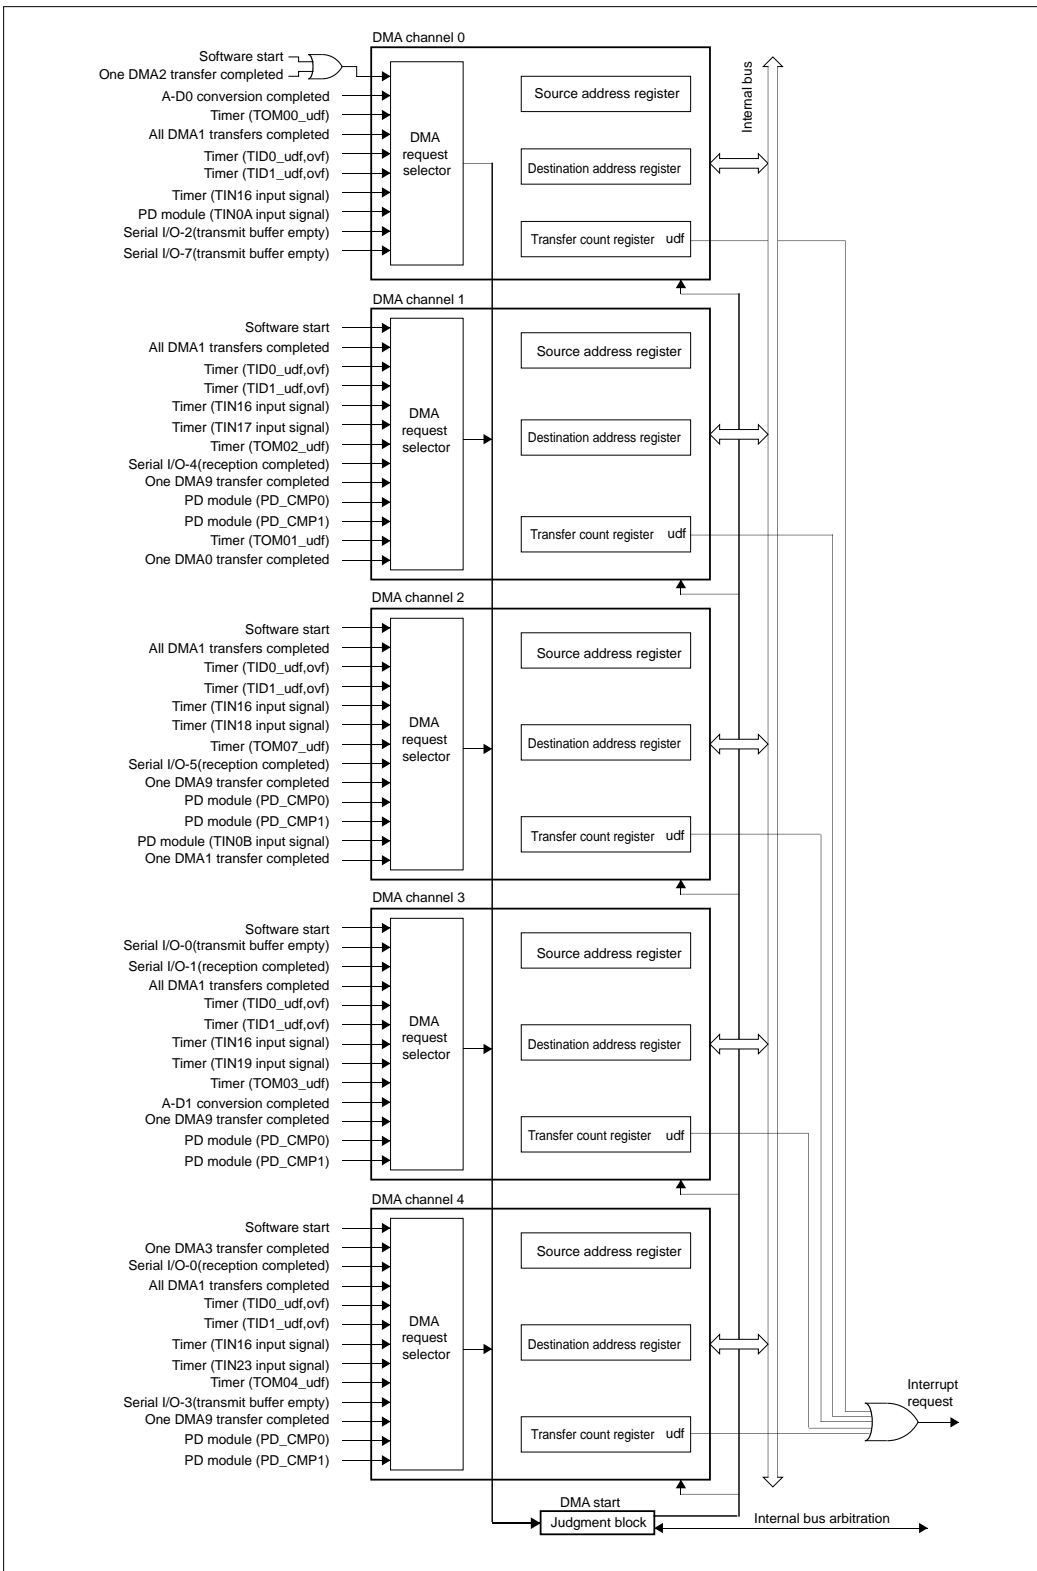 DMA channel 0
Software start
One DMA2 transfer completed
A-D0 conversion completed
Timer (TOM00_udf)
All DMA1 transfers completed
Timer (TID0_udf,ovf)
Timer (TID1_udf,ovf)
Timer (TIN16 input signal)
PD module (TIN0A input signal)
Serial I/O-2(transmit buffer empty)
Serial I/O-7(transmit buffer empty)
DMA
request
selector
Source address register
Destination address register
Transfer count register udf
Internal bus
DMA channel 1
Software start
All DMA1 transfers completed
Timer (TID0_udf,ovf)
Timer (TID1_udf,ovf)
Timer (TIN16 input signal)
Timer (TIN17 input signal)
Timer (TOM02_udf)
Serial I/O-4(reception completed)
One DMA9 transfer completed
PD module (PD_CMP0)
PD module (PD_CMP1)
Timer (TOM01_udf)
One DMA0 transfer completed
DMA
request
selector
Source address register
Destination address register
Transfer count register udf
DMA channel 2
Software start
All DMA1 transfers completed
Timer (TID0_udf,ovf)
Timer (TID1_udf,ovf)
Timer (TIN16 input signal)
Timer (TIN18 input signal)
Timer (TOM07_udf)
Serial I/O-5(reception completed)
One DMA9 transfer completed
PD module (PD_CMP0)
PD module (PD_CMP1)
PD module (TIN0B input signal)
One DMA1 transfer completed
DMA
request
selector
Source address register
Destination address register
Transfer count register udf
DMA channel 3
Software start
Serial I/O-0(transmit buffer empty)
Serial I/O-1(reception completed)
All DMA1 transfers completed
Timer (TID0_udf,ovf)
Timer (TID1_udf,ovf)
Timer (TIN16 input signal)
Timer (TIN19 input signal)
Timer (TOM03_udf)
A-D1 conversion completed
One DMA9 transfer completed
PD module (PD_CMP0)
PD module (PD_CMP1)
DMA
request
selector
Source address register
Destination address register
Transfer count register udf
DMA channel 4
Software start
One DMA3 transfer completed
Serial I/O-0(reception completed)
All DMA1 transfers completed
Timer (TID0_udf,ovf)
Timer (TID1_udf,ovf)
Timer (TIN16 input signal)
Timer (TIN23 input signal)
Timer (TOM04_udf)
Serial I/O-3(transmit buffer empty)
One DMA9 transfer completed
PD module (PD_CMP0)
PD module (PD_CMP1)
DMA
request
selector
Source address register
Destination address register
Transfer count register udf
Interrupt
request
DMA start
Judgment block
Internal bus arbitration